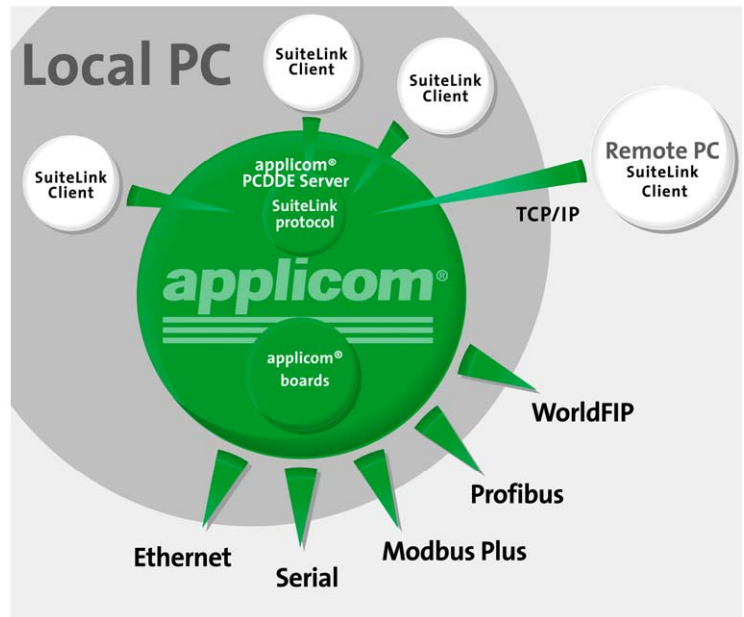 Local PC
SuiteLink
Client
SuiteLink
Client
SuiteLink
Client
Remote PC
SuiteLink
Client
TCP/IP
applicom®
PCDDE Server
SuiteLink
protocol
applicom®
applicom®
boards
WorldFIP
Profibus
Modbus Plus
Serial
Ethernet